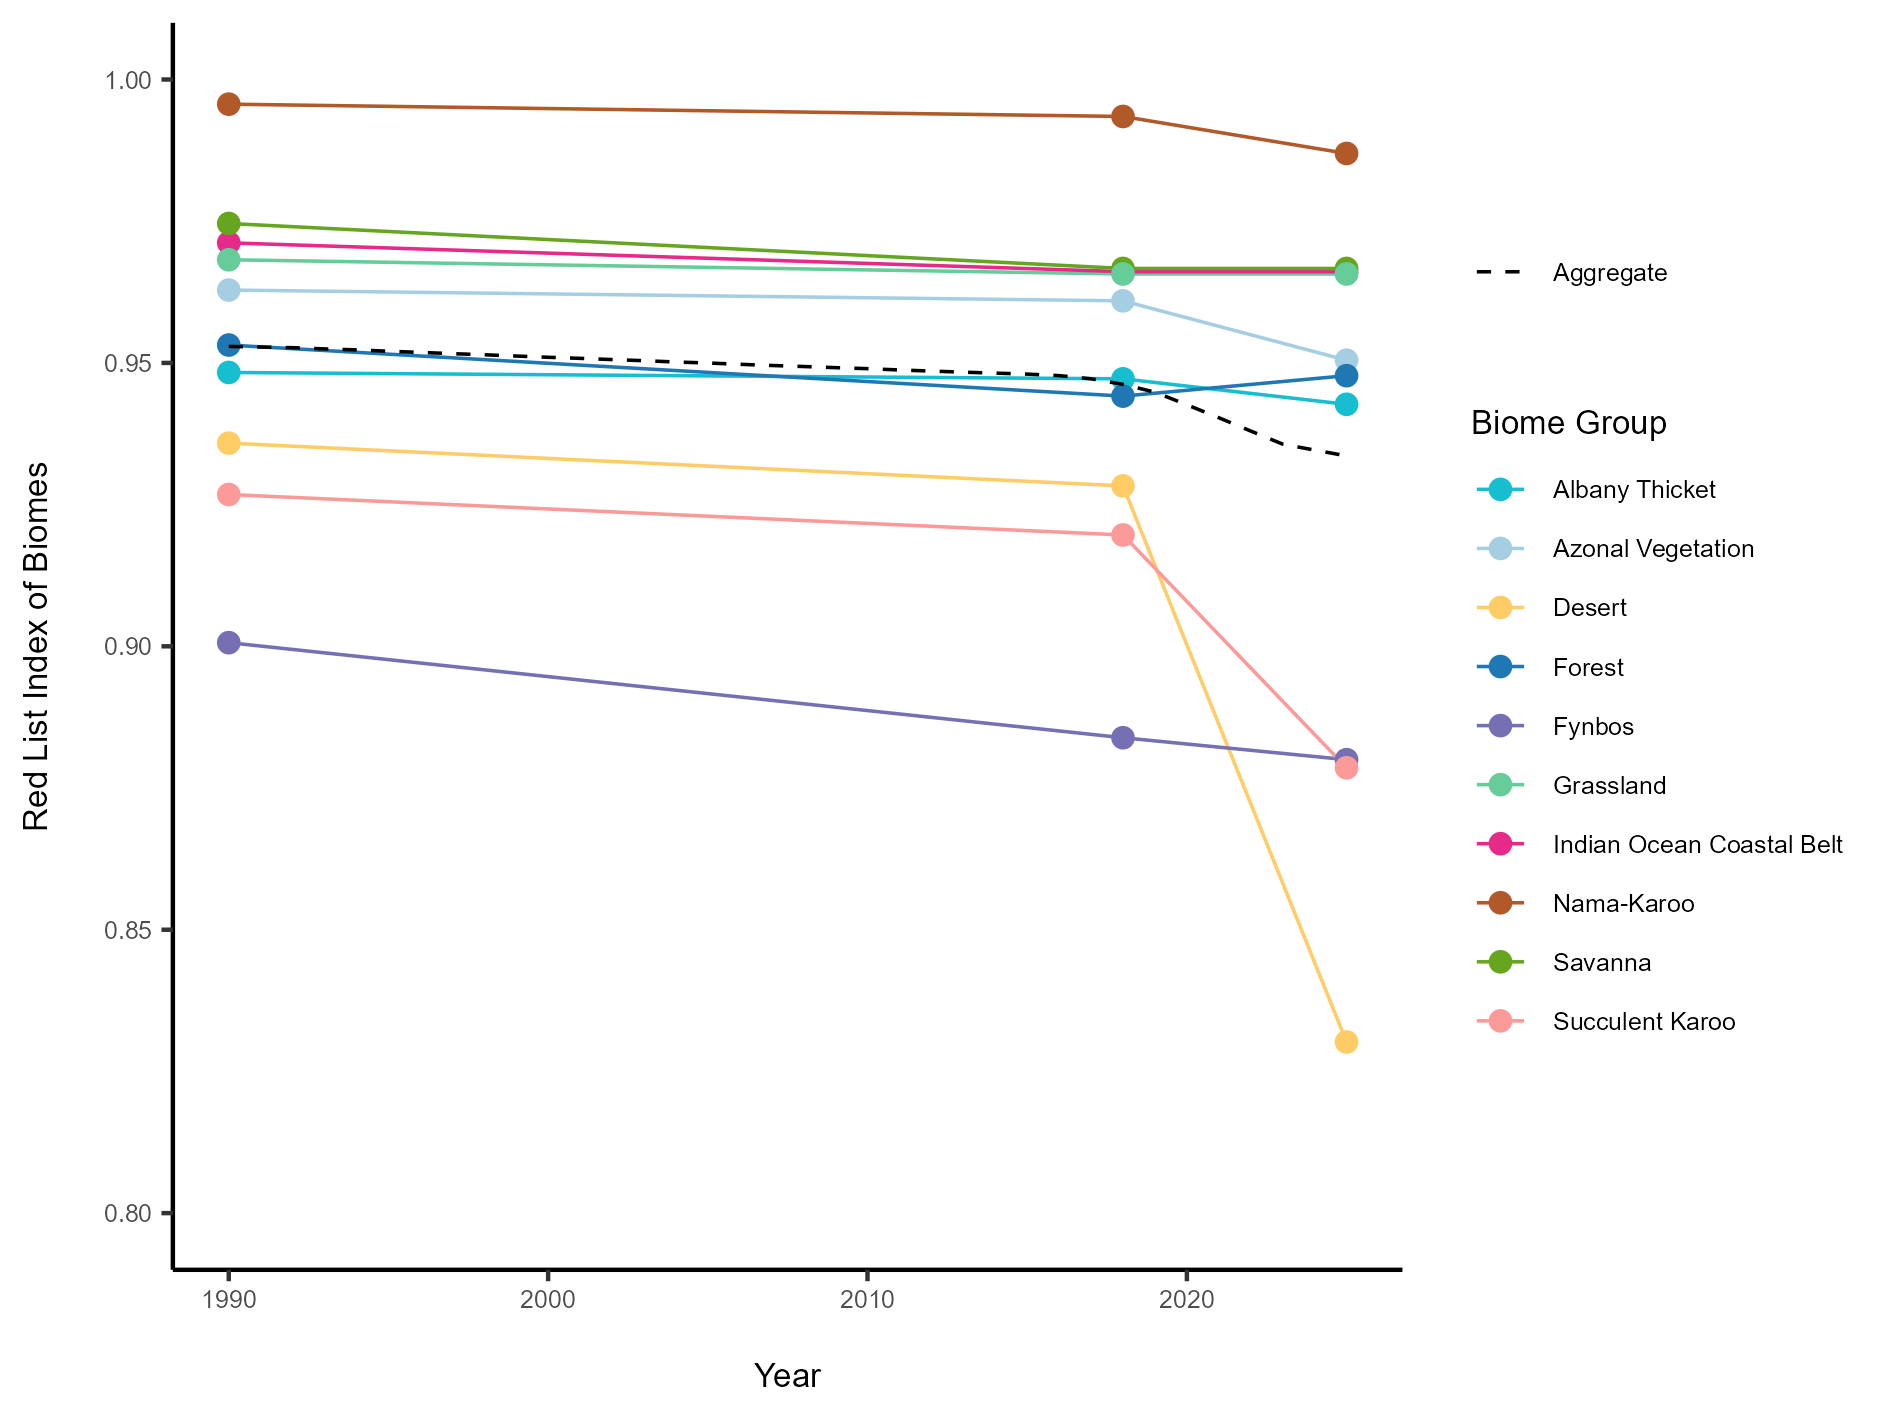 1.00
0.95
0.90
0.85
0.80
Red List Index of Biomes
1990
2000
2010
2020
Year
Aggregate
Biome Group
Albany Thicket
Azonal Vegetation
Desert
Forest
Fynbos
Grassland
Indian Ocean Coastal Belt
Nama-Karoo
Savanna
Succulent Karoo